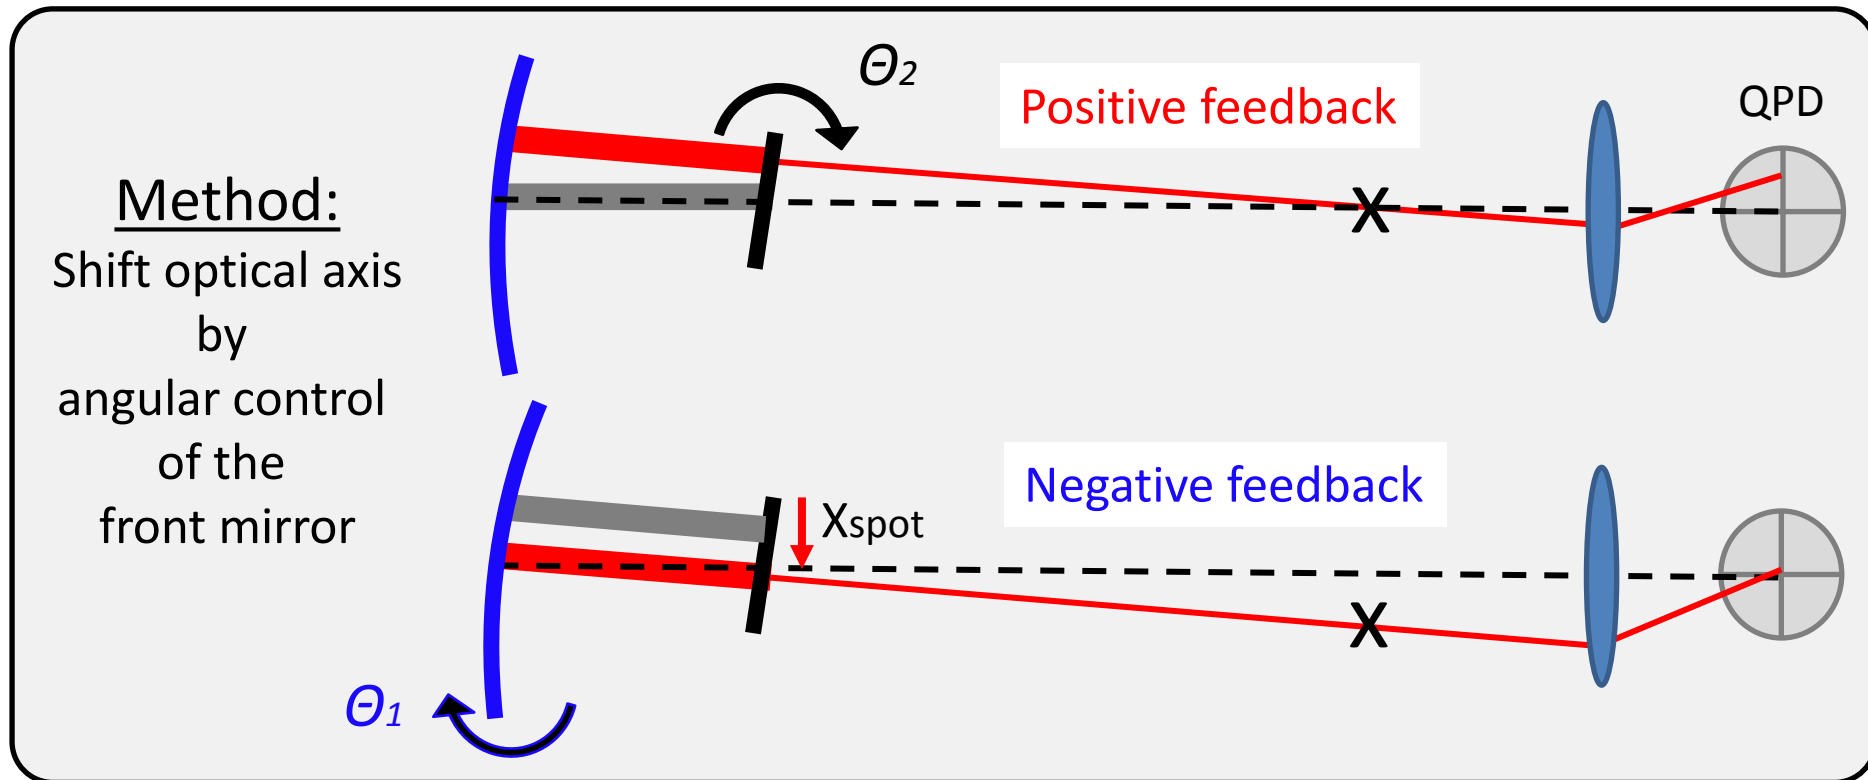 Θ2
Positive feedback
QPD
X
Method:
Shift optical axis
by
angular control
of the
front mirror
Negative feedback
Xspot
X
Θ1